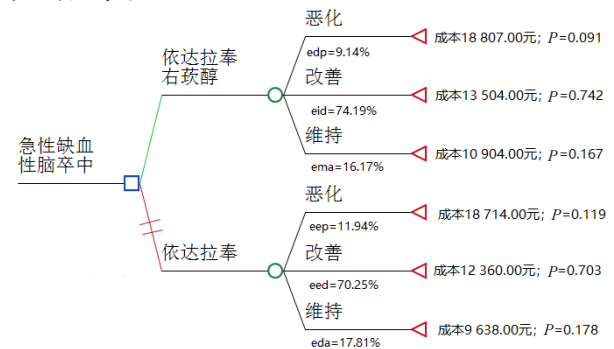 恶化
edp=9.14%
成本18 807.00元；P=0.091
依达拉奉
右莰醇
改善
eid=74.19%
成本13 504.00元；P=0.742
维持
ema=16.17%
成本10 904.00元；P=0.167
急性缺血
性脑卒中
恶化
eep=11.94%
成本18 714.00元；P=0.119
依达拉奉
改善
eed=70.25%
成本12 360.00元；P=0.703
维持
eda=17.81%
成本9 638.00元；P=0.178